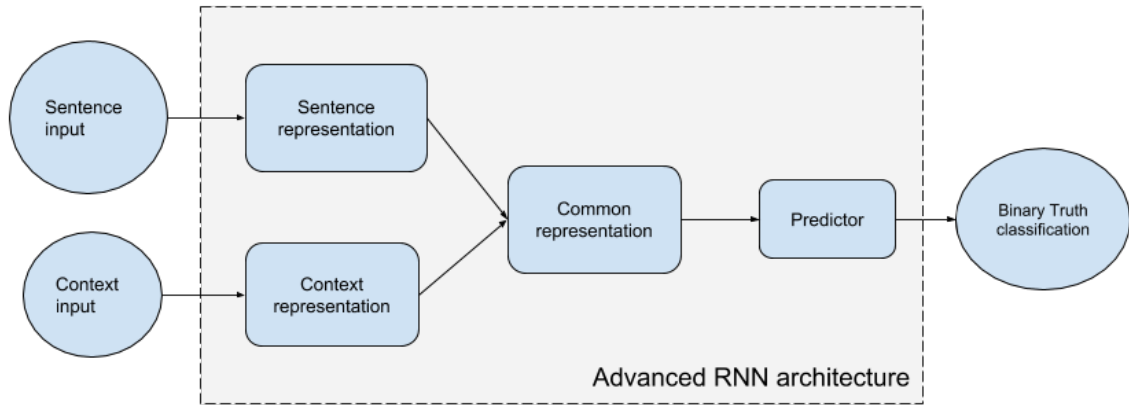 Sentence
input
Sentence
representation
Context
input
Context
representation
Common
representation
Predictor
Binary Truth
classification
Advanced RNN architecture